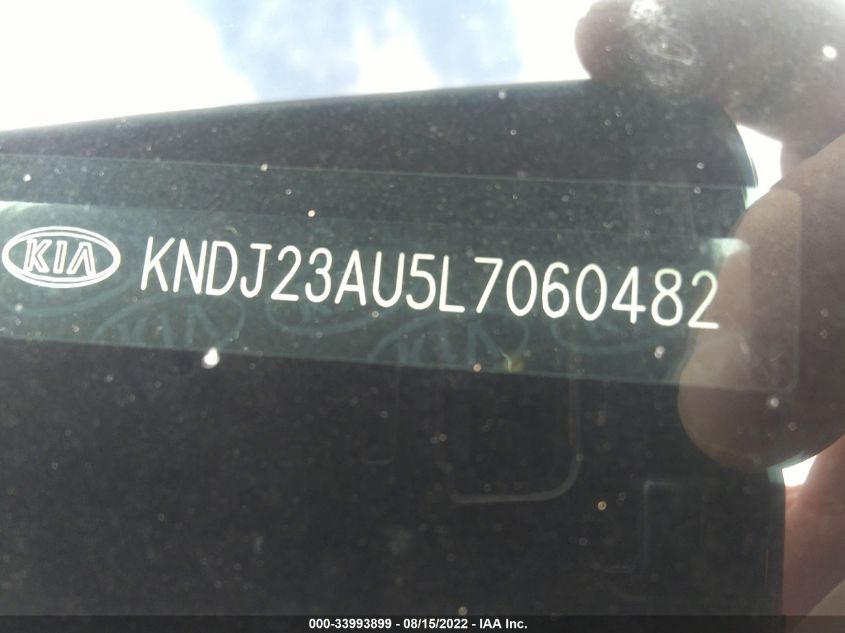 KIA KNDJ23AU5L7060482
000-33993899 - 08/15/2022 - IAA Inc.